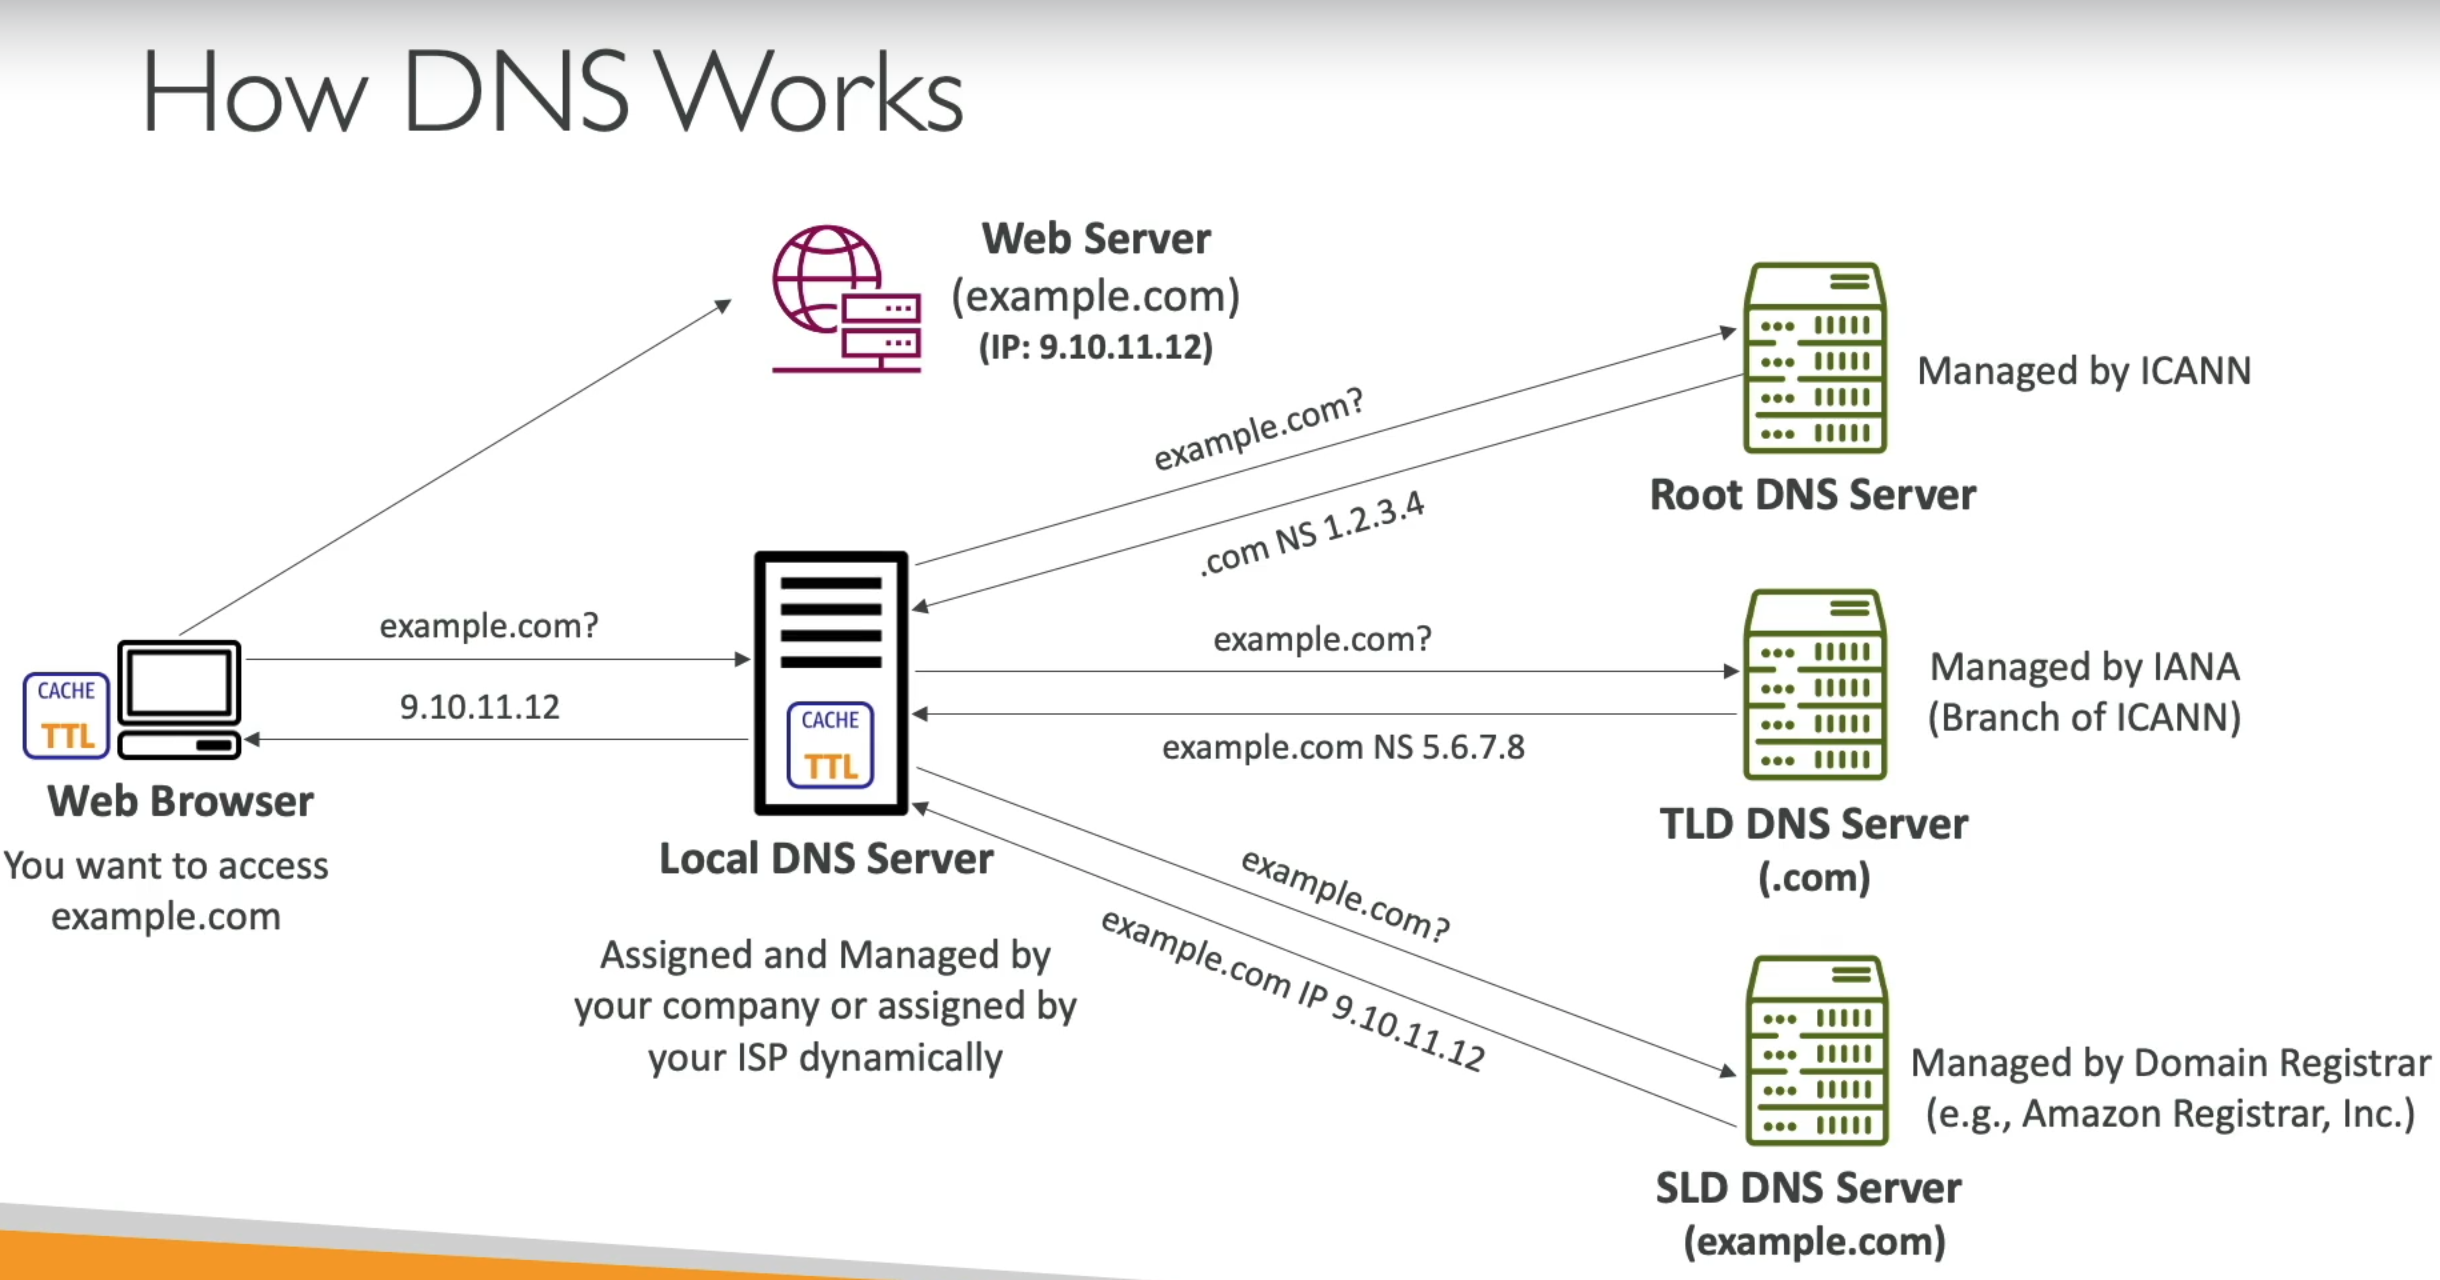 How DNS Works
Web Server
(example.com)
(IP: 9.10.11.12)
example.com?
.com NS 1.2.3.4
Managed by ICANN
Root DNS Server
example.com?
9.10.11.12
CACHE
TTL
Web Browser
You want to access
example.com
CACHE
TTL
Local DNS Server
Assigned and Managed by
your company or assigned by
your ISP dynamically
example.com?
example.com NS 5.6.7.8
Managed by IANA
(Branch of ICANN)
TLD DNS Server
(.com)
example.com?
example.com IP 9.10.11.12
Managed by Domain Registrar
(e.g., Amazon Registrar, Inc.)
SLD DNS Server
(example.com)